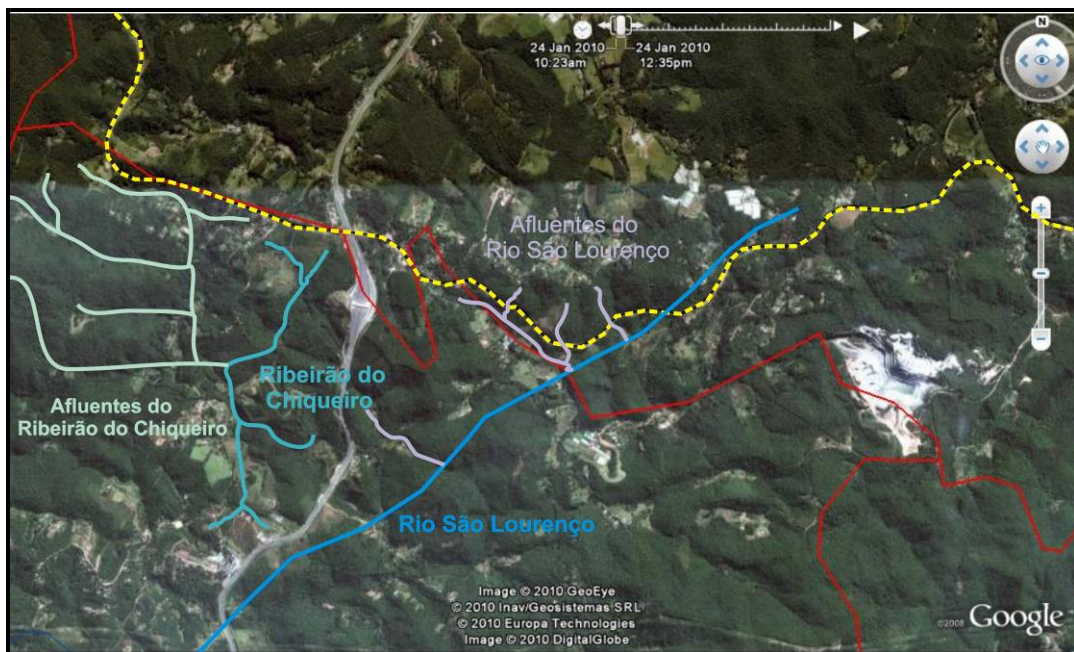 N
24 Jan 2010
24 Jan 2010
10:23am
12:35pm
Afluentes do
Rio São Lourenço
Ribeirão do
Chiqueiro
Afluentes do
Ribeirão do Chiqueiro
Rio São Lourenço
Image © 2010 GeoEye
© 2010 Inav/Geosistemas SRL
© 2010 Europa Technologies
Image © 2010 DigitalGlobe
©2008 Google